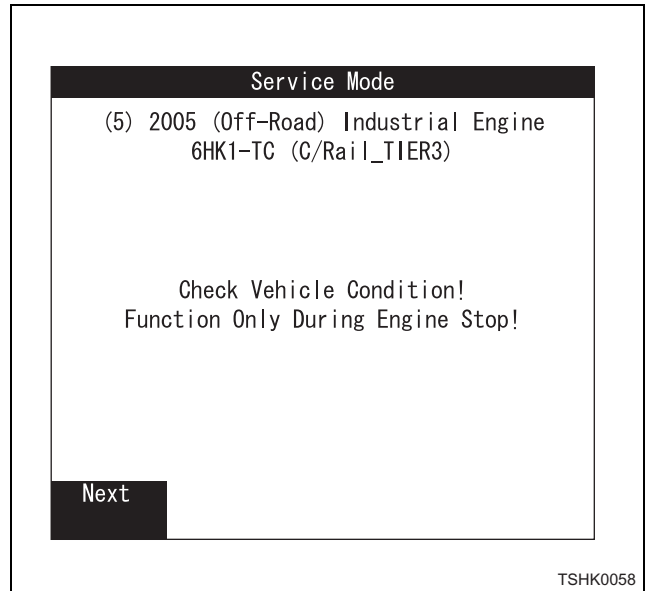 Service Mode
(5) 2005 (Off-Road) Industrial Engine
6HK1-TC (C/Rail_TIER3)
Check Vehicle Condition!
Function Only During Engine Stop!
Next
TSHK0058